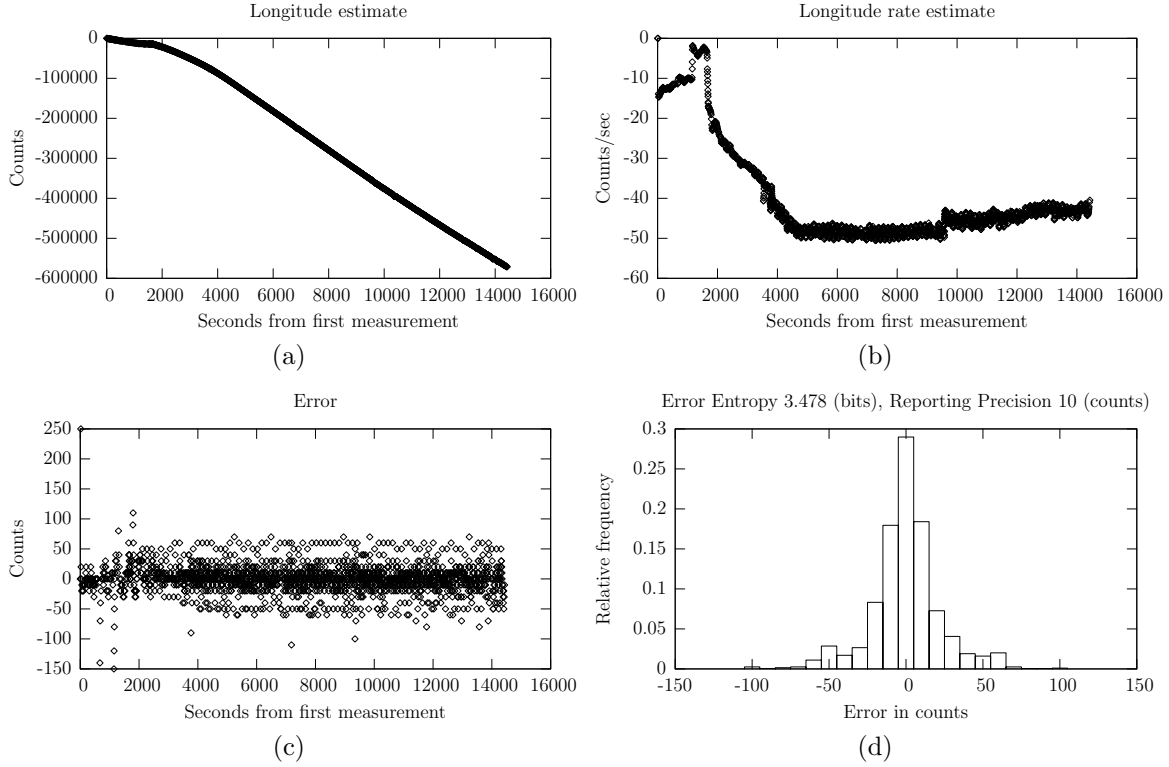 Longitude estimate
0
-100000
-200000
-300000
-400000
-500000
-600000
Counts
0 2000 4000 6000 8000 10000 12000 14000 16000
Seconds from first measurement
(a)
Longitude rate estimate
0
-10
-20
-30
-40
-50
-60
Counts/sec
0 2000 4000 6000 8000 10000 12000 14000 16000
Seconds from first measurement
(b)
Error
250
200
150
100
50
0
-50
-100
-150
Counts
0 2000 4000 6000 8000 10000 12000 14000 16000
Seconds from first measurement
(c)
Error Entropy 3.478 (bits), Reporting Precision 10 (counts)
0.3
0.25
0.2
0.15
0.1
0.05
0
Relative frequency
-150 -100 -50 0 50 100 150
Error in counts
(d)